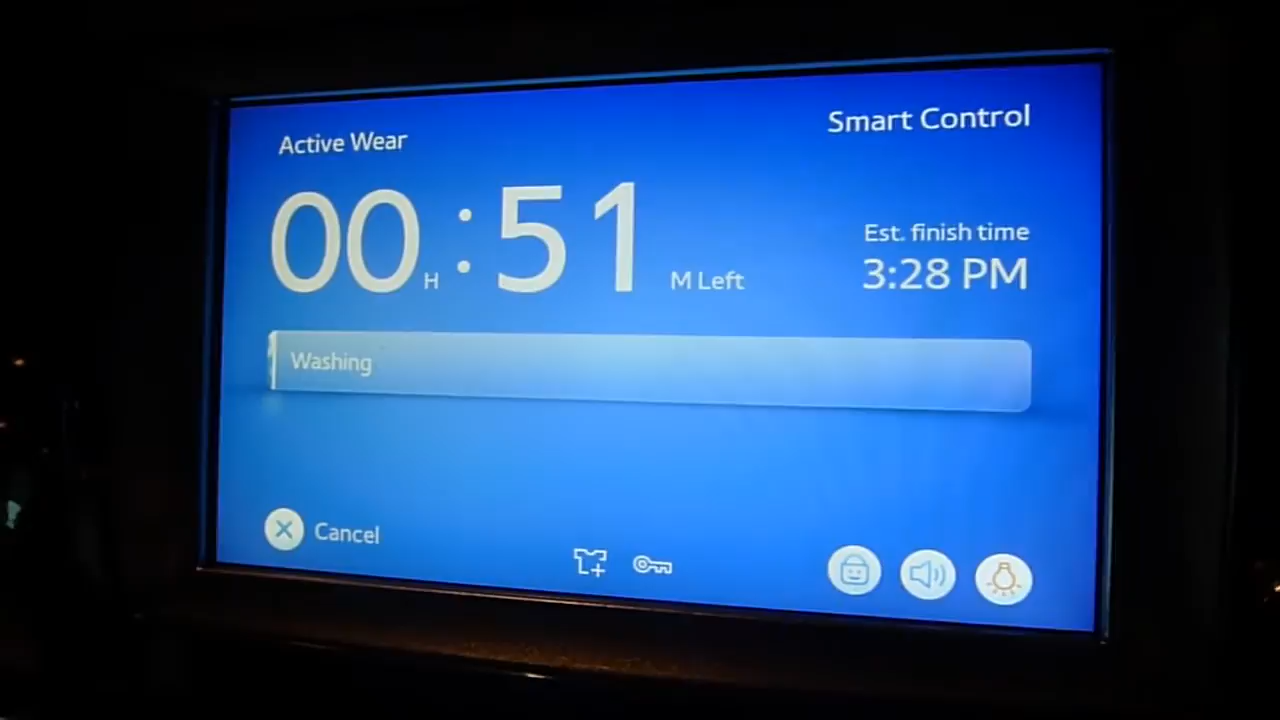 Active Wear
Smart Control
00 H : 51 M Left
Est. finish time
3:28 PM
Washing
Cancel